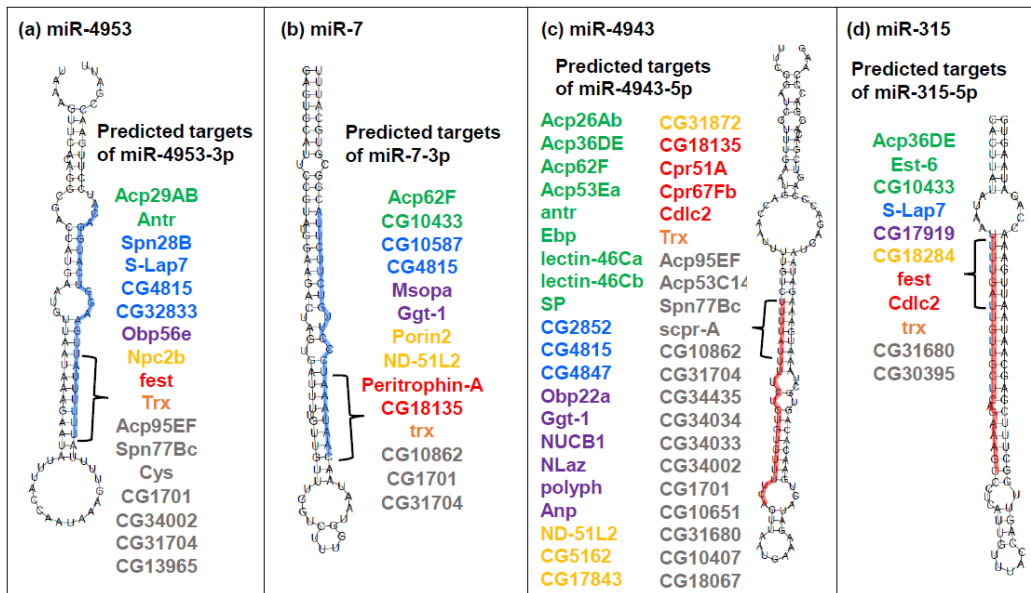 (a) miR-4953
Predicted targets
of miR-4953-3p
Acp29AB
Antr
Spn28B
S-Lap7
CG4815
CG32833
Obp56e
Npc2b
fest
Trx
Acp95EF
Spn77Bc
Cys
CG1701
CG34002
CG31704
CG13965
(b) miR-7
Predicted targets
of miR-7-3p
Acp62F
CG10433
CG10587
CG4815
Msopa
Ggt-1
Porin2
ND-51L2
Peritrophin-A
CG18135
trx
CG10862
CG1701
CG31704
(c) miR-4943
Predicted targets
of miR-4943-5p
Acp26Ab
Acp36DE
Acp62F
Acp53Ea
antr
Ebp
lectin-46Ca
lectin-46Cb
SP
CG2852
CG4815
CG4847
Obp22a
Ggt-1
NUCB1
NLaz
polyph
Anp
ND-51L2
CG5162
CG17843
CG31872
CG18135
Cpr51A
Cpr67Fb
Cdlc2
Trx
Acp95EF
Acp53C14
Spn77Bc
scpr-A
CG10862
CG31704
CG34435
CG34034
CG34033
CG34002
CG1701
CG10651
CG31680
CG10407
CG18067
(d) miR-315
Predicted targets
of miR-315-5p
Acp36DE
Est-6
CG10433
S-Lap7
CG17919
CG18284
fest
Cdlc2
trx
CG31680
CG30395